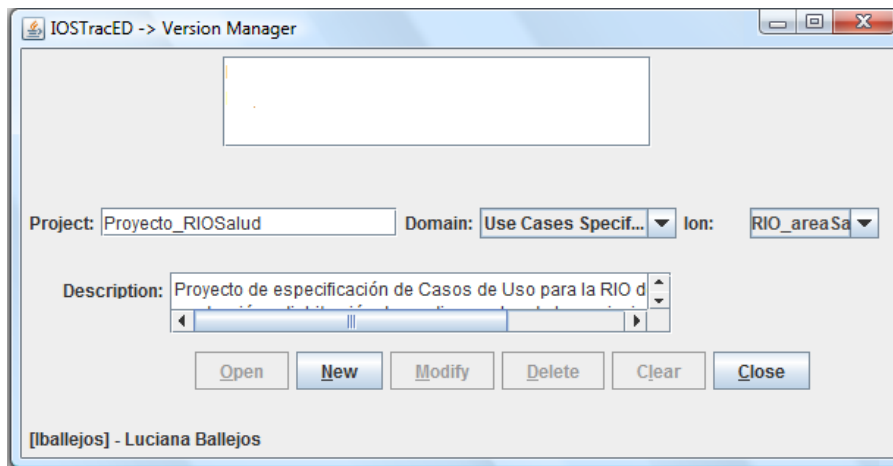 IOSTracED -> Version Manager
Project: Proyecto_RIOSalud Domain: Use Cases Specif... Ion: RIO_areaSa
Description: Proyecto de especificación de Casos de Uso para la RIO d
Open New Modify Delete Clear Close
[lballejos] - Luciana Ballejos